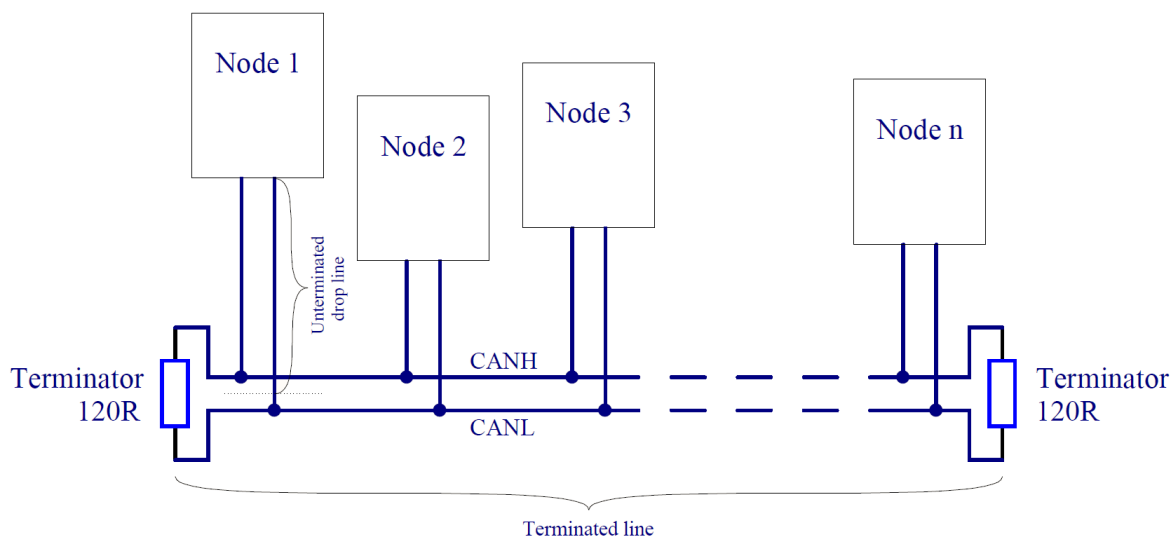 Node 1
Node 2
Node 3
Node n
Unterminated
drop line
CANH
CANL
Terminator
120R
Terminator
120R
Terminated line